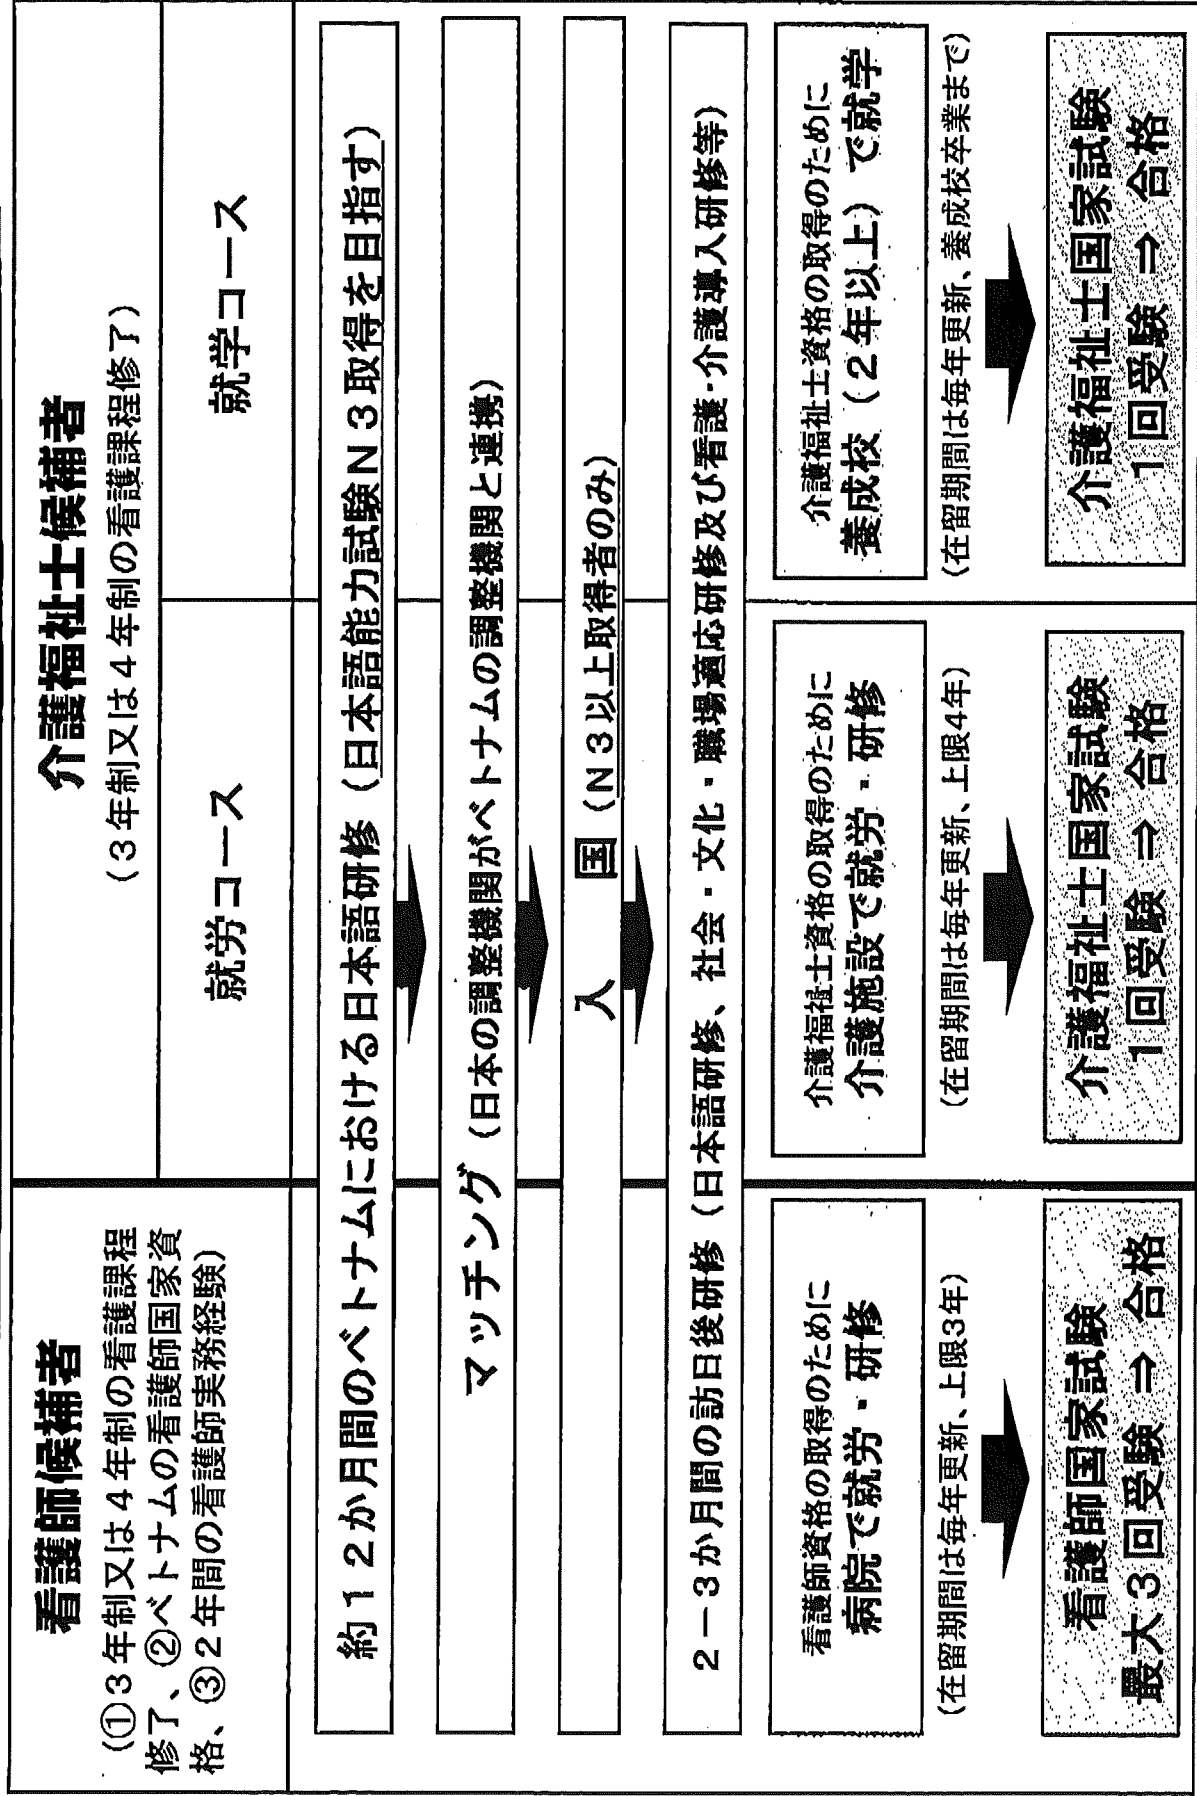 看護師候補者
（①３年制又は４年制の看護課程
修了、②ベトナムの看護師国家資
格、③２年間の看護師実務経験）
介護福祉士候補者
（３年制又は４年制の看護課程修了）
就労コース
就学コース
約１２か月間のベトナムにおける日本語研修（日本語能力試験Ｎ３取得を目指す）
マッチング（日本の調整機関がベトナムの調整機関と連携）
入　国（Ｎ３以上取得者のみ）
２－３か月間の訪日後研修（日本語研修、社会・文化・職場適応研修及び看護・介護導入研修等）
看護師資格の取得のために
病院で就労・研修
（在留期間は毎年更新、上限3年）
看護師国家試験
最大３回受験 ⇒ 合格
介護福祉士資格の取得のために
介護施設で就労・研修
（在留期間は毎年更新、上限4年）
介護福祉士国家試験
１回受験 ⇒ 合格
介護福祉士資格の取得のために
養成校（２年以上）で就学
（在留期間は毎年更新、養成校卒業まで）
介護福祉士国家試験
１回受験 ⇒ 合格